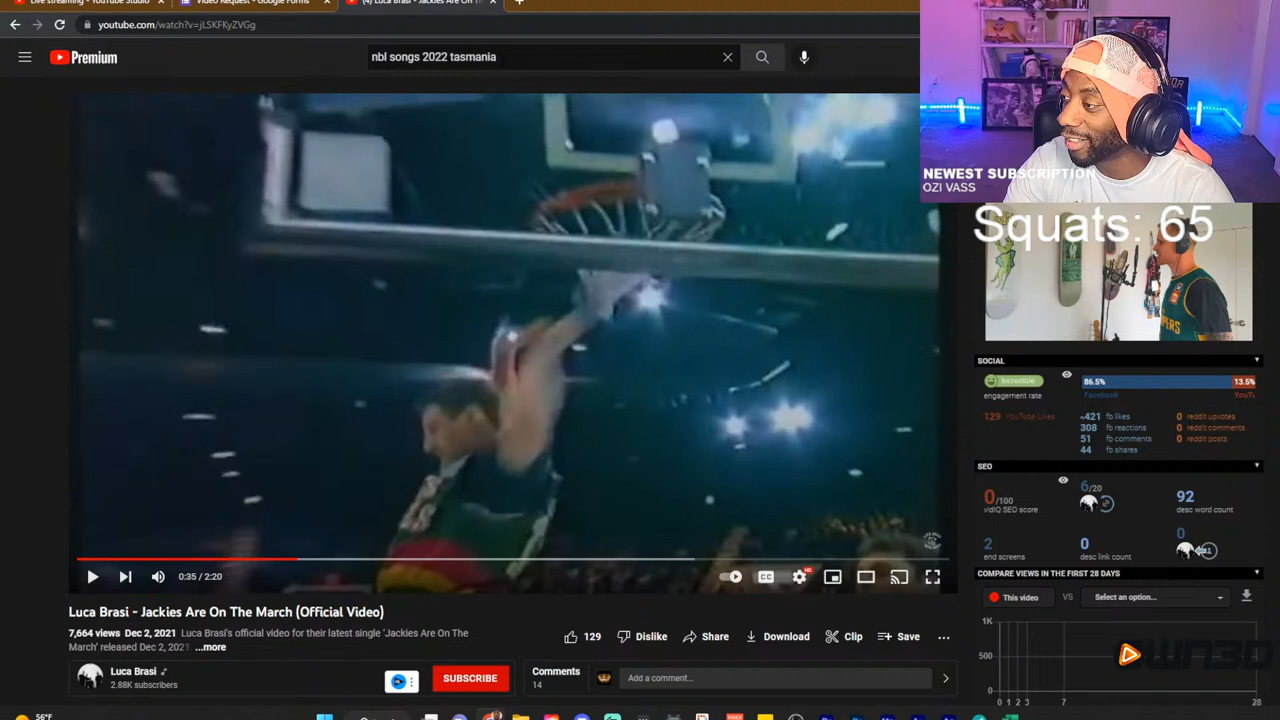 Live streaming - YouTube Studio
Video Request - Google Forms
(4) Luca Brasi - Jackies Are On T
youtube.com/watch?v=jLSKFKyZVGg
Premium
nbl songs 2022 tasmania
NEWEST SUBSCRIPTION
OZI VASS
Squats: 65
SOCIAL
Incredible
engagement rate
86.5%
13.5%
Facebook
129 YouTube Likes
421 fb likes
308 fb reactions
51 fb comments
44 fb shares
0 reddit upvotes
0 reddit comments
0 reddit posts
SEO
0/100
vidIQ SEO score
6/20
92
desc word count
2
end screens
0
desc link count
0
COMPARE VIEWS IN THE FIRST 28 DAYS
This video
VS
Select an option...
1K
500
0
0 1 2 3 7 28
0:35 / 2:20
CC
HD
Luca Brasi - Jackies Are On The March (Official Video)
7,664 views Dec 2, 2021 Luca Brasi's official video for their latest single 'Jackies Are On The
March' released Dec 2, 2021 ...more
129
Dislike
Share
Download
Clip
Save
Luca Brasi
2.88K subscribers
SUBSCRIBE
Comments
14
Add a comment...
OWN3D
56°F